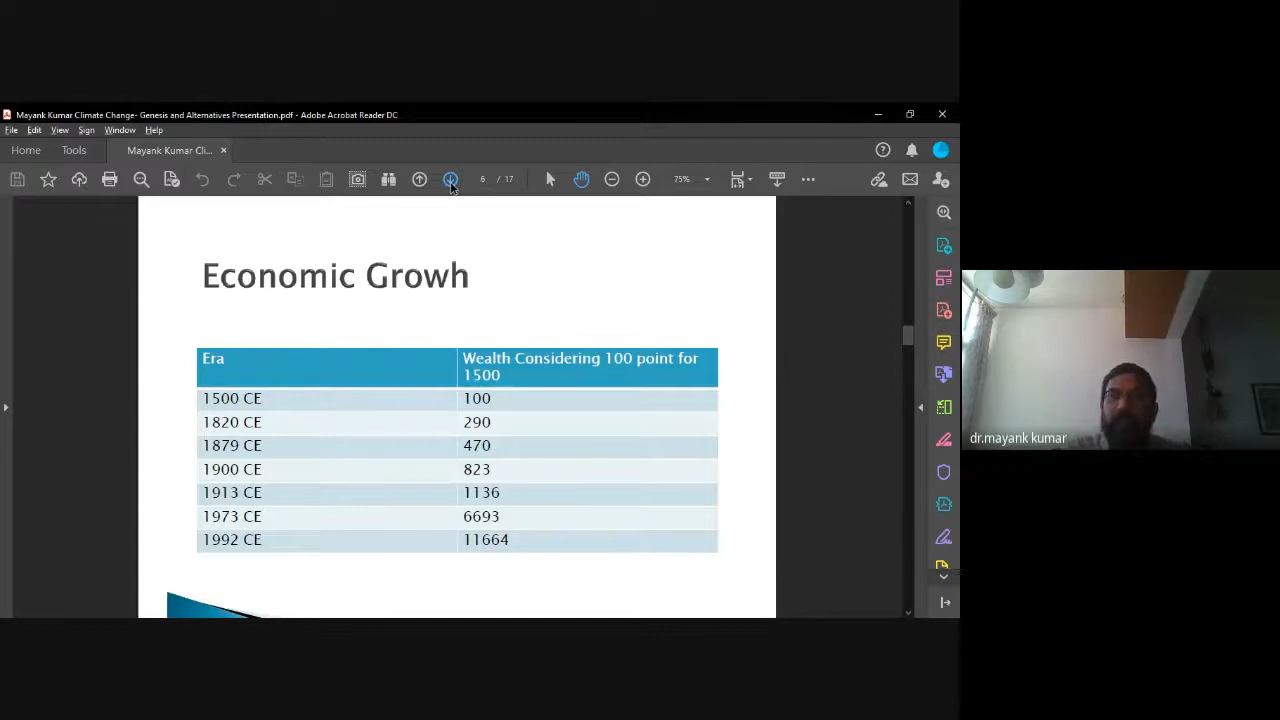 Mayank Kumar Climate Change- Genesis and Alternatives Presentation.pdf - Adobe Acrobat Reader DC
File Edit View Sign Window Help
Home Tools Mayank Kumar Cli... ×
6 / 17 75%
Economic Growh
Era Wealth Considering 100 point for
1500
1500 CE 100
1820 CE 290
1879 CE 470
1900 CE 823
1913 CE 1136
1973 CE 6693
1992 CE 11664
dr.mayank kumar